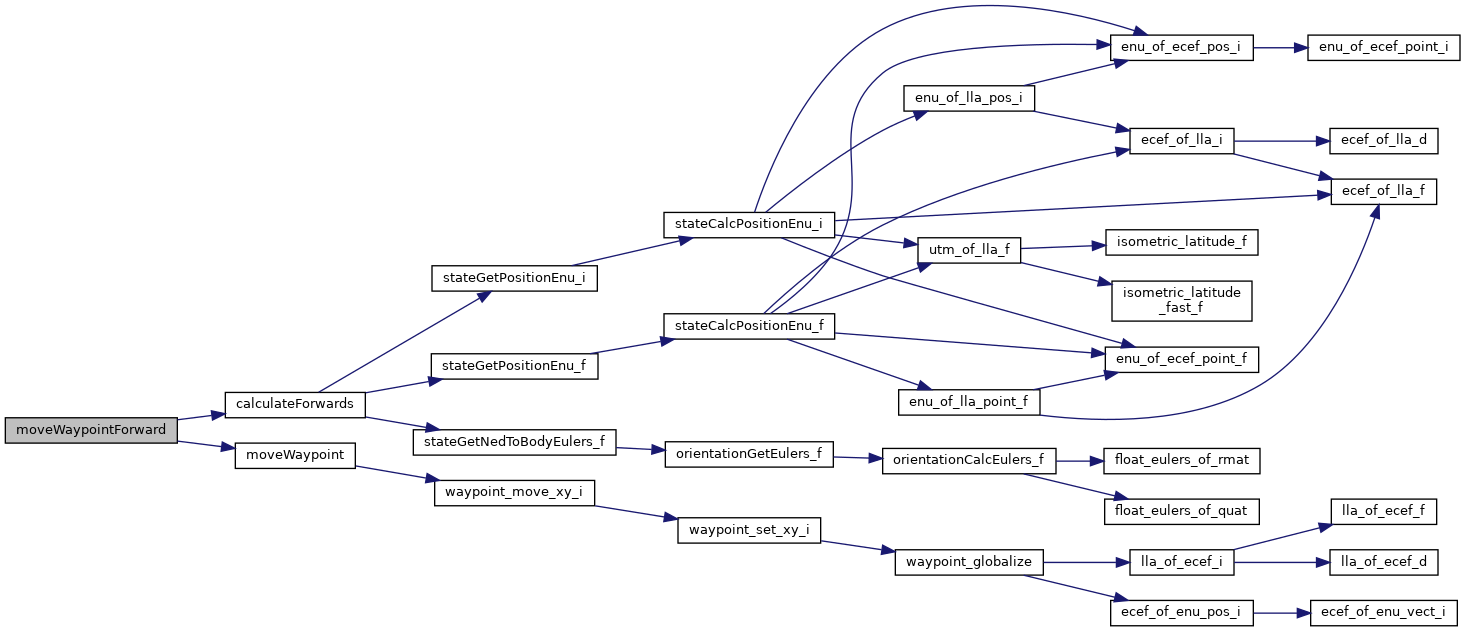 moveWaypointForward
calculateForwards
moveWaypoint
stateGetPositionEnu_i
stateGetPositionEnu_f
stateGetNedToBodyEulers_f
waypoint_move_xy_i
stateCalcPositionEnu_i
stateCalcPositionEnu_f
orientationGetEulers_f
waypoint_set_xy_i
enu_of_lla_pos_i
utm_of_lla_f
enu_of_lla_point_f
orientationCalcEulers_f
waypoint_globalize
enu_of_ecef_pos_i
ecef_of_lla_i
isometric_latitude_f
isometric_latitude
_fast_f
enu_of_ecef_point_f
float_eulers_of_rmat
float_eulers_of_quat
lla_of_ecef_i
ecef_of_enu_pos_i
enu_of_ecef_point_i
ecef_of_lla_d
ecef_of_lla_f
lla_of_ecef_f
lla_of_ecef_d
ecef_of_enu_vect_i